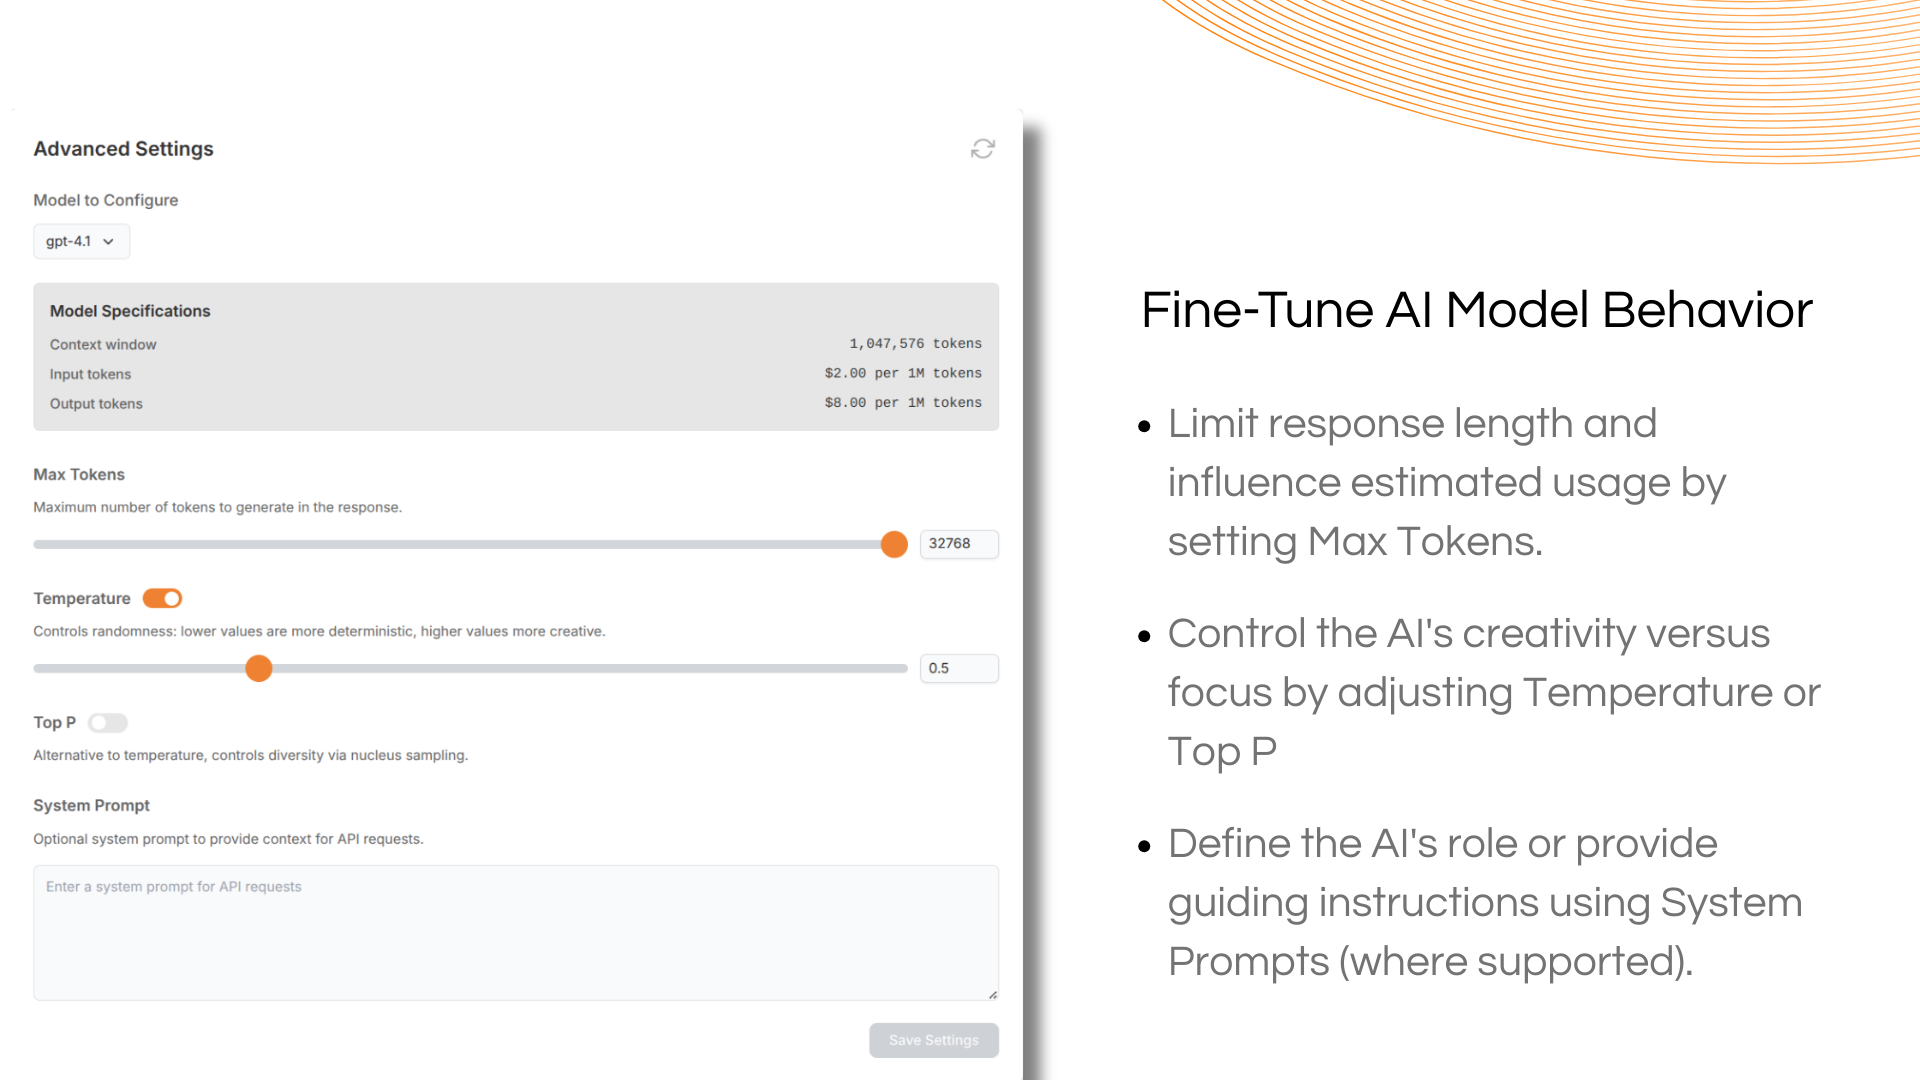 Advanced Settings
Model to Configure
gpt-4.1
Model Specifications
Context window 1,047,576 tokens
Input tokens $2.00 per 1M tokens
Output tokens $8.00 per 1M tokens
Max Tokens
Maximum number of tokens to generate in the response.
32768
Temperature
Controls randomness: lower values are more deterministic, higher values more creative.
0.5
Top P
Alternative to temperature, controls diversity via nucleus sampling.
System Prompt
Optional system prompt to provide context for API requests.
Enter a system prompt for API requests
Save Settings
Fine-Tune AI Model Behavior
• Limit response length and
influence estimated usage by
setting Max Tokens.
• Control the AI's creativity versus
focus by adjusting Temperature or
Top P
• Define the AI's role or provide
guiding instructions using System
Prompts (where supported).